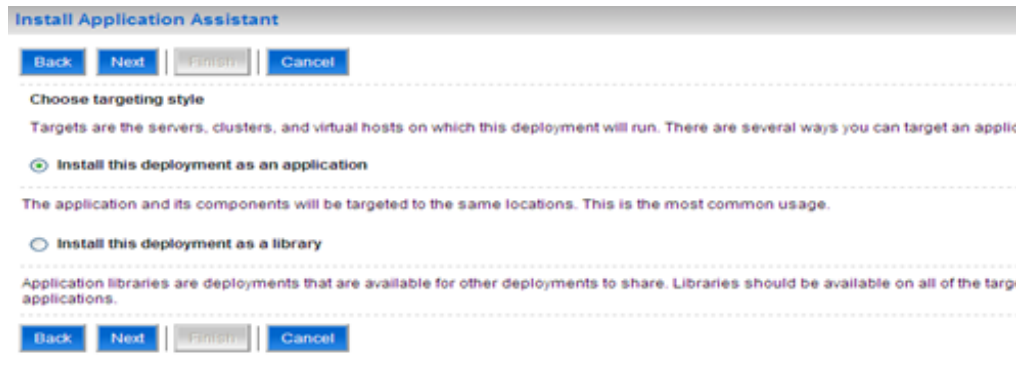 Install Application Assistant
Back Next Finish Cancel
Choose targeting style
Targets are the servers, clusters, and virtual hosts on which this deployment will run. There are several ways you can target an applic
Install this deployment as an application
The application and its components will be targeted to the same locations. This is the most common usage.
Install this deployment as a library
Application libraries are deployments that are available for other deployments to share. Libraries should be available on all of the targ
applications.
Back Next Finish Cancel